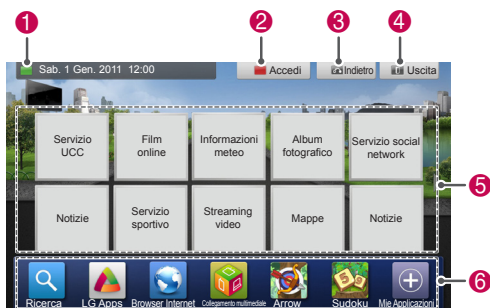 1
2
3
4
Sab. 1 Gen. 2011 12:00
Accedi
Indietro
Uscita
Servizio UCC
Film online
Informazioni meteo
Album fotografico
Servizio social network
5
Notizie
Servizio sportivo
Streaming video
Mappe
Notizie
6
Ricerca
LG Apps
Browser Internet
Collegamento multimediale
Arrow
Sudoku
Mie Applicazioni